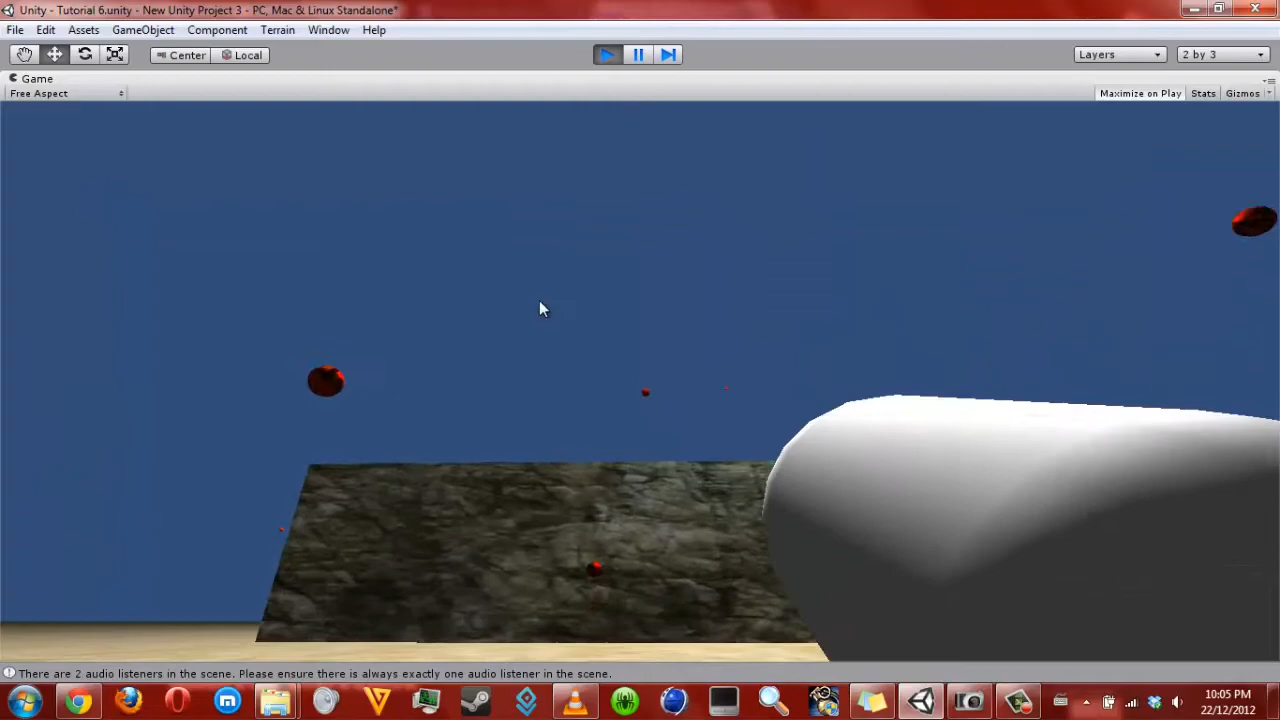 Unity - Tutorial 6.unity - New Unity Project 3 - PC, Mac & Linux Standalone*
File Edit Assets GameObject Component Terrain Window Help
Center Local Layers 2 by 3
Game
Free Aspect Maximize on Play Stats Gizmos
There are 2 audio listeners in the scene. Please ensure there is always exactly one audio listener in the scene.
10:05 PM
22/12/2012